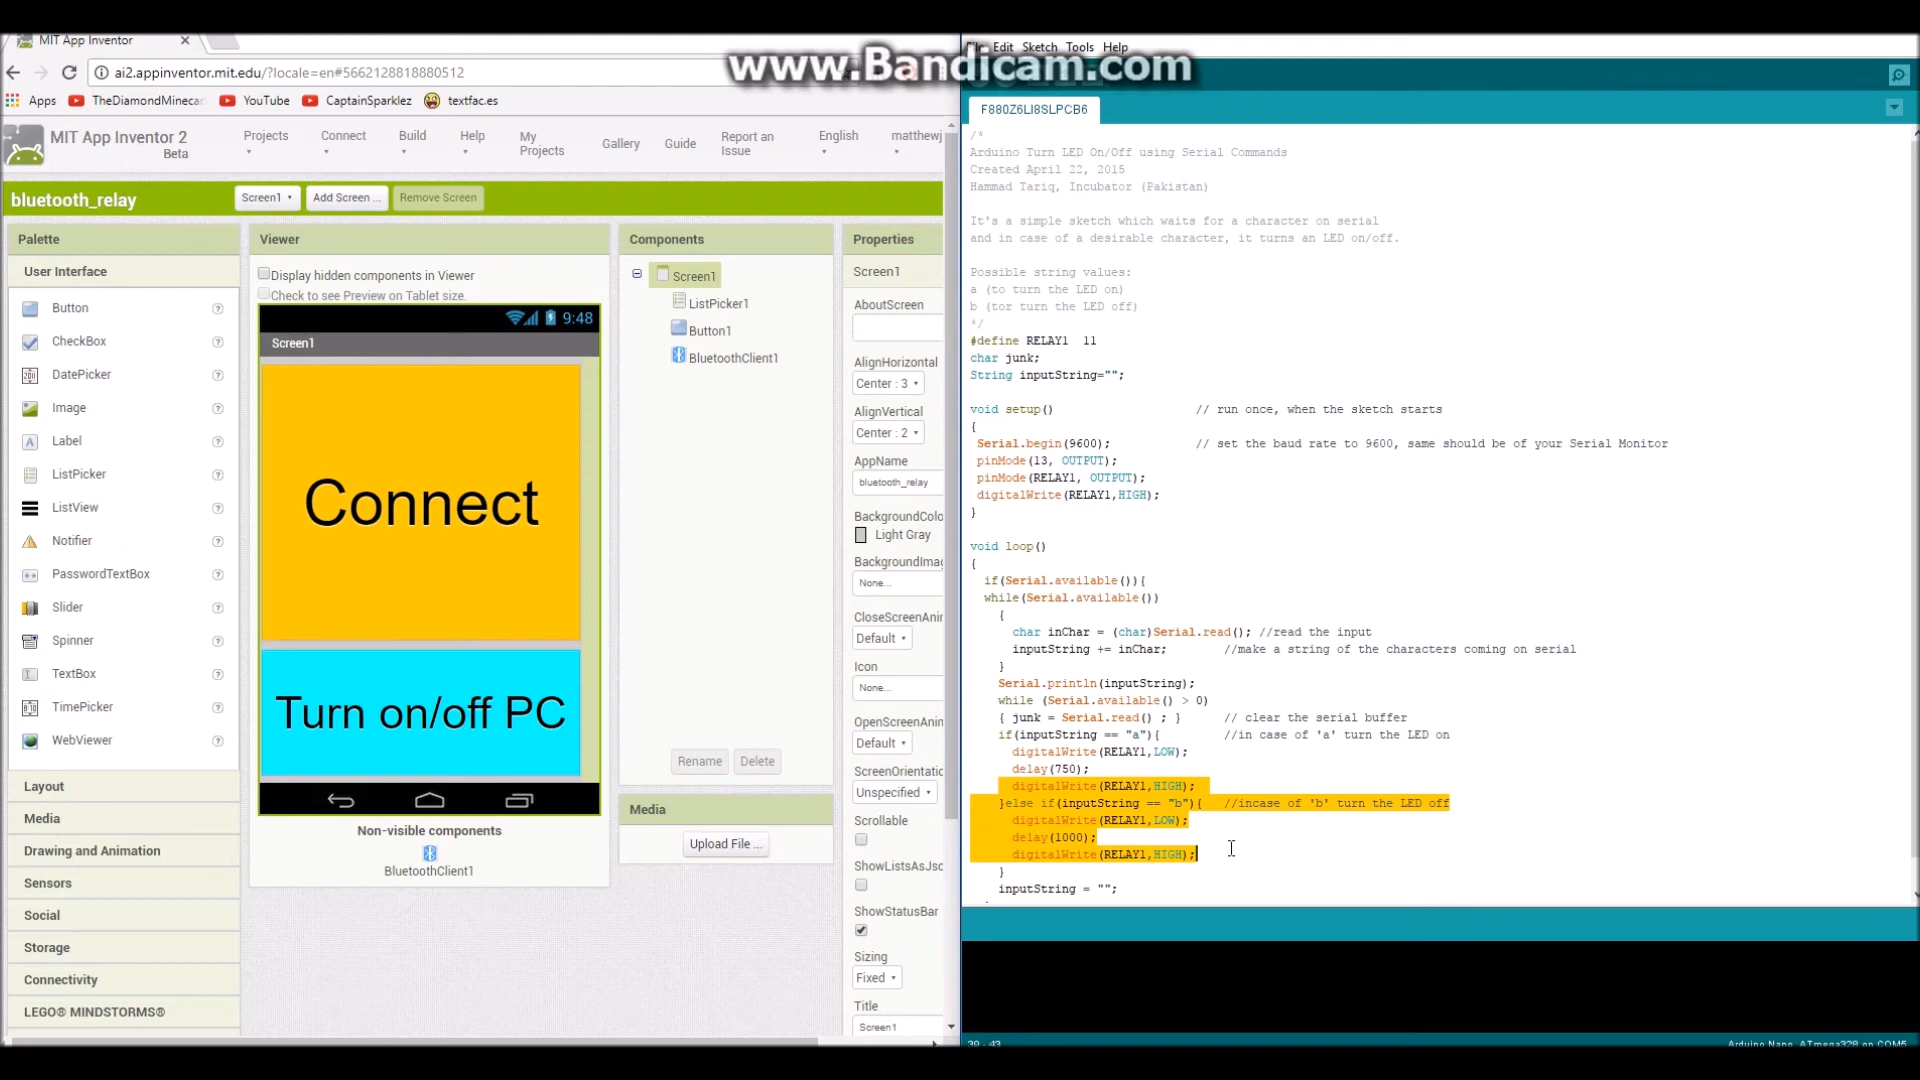 MIT App Inventor
www.Bandicam.com
ai2.appinventor.mit.edu/?locale=en#5662128818880512
Apps TheDiamondMinecar YouTube CaptainSparklez textfac.es
MIT App Inventor 2
Beta
Projects Connect Build Help My Projects Gallery Guide Report an Issue English matthewj
bluetooth_relay
Screen1 Add Screen ... Remove Screen
Palette
User Interface
Button
CheckBox
DatePicker
Image
Label
ListPicker
ListView
Notifier
PasswordTextBox
Slider
Spinner
TextBox
TimePicker
WebViewer
Layout
Media
Drawing and Animation
Sensors
Social
Storage
Connectivity
LEGO® MINDSTORMS®
Viewer
Display hidden components in Viewer
Check to see Preview on Tablet size.
9:48
Screen1
Connect
Turn on/off PC
Non-visible components
BluetoothClient1
Components
Screen1
ListPicker1
Button1
BluetoothClient1
Rename Delete
Media
Upload File ...
Properties
Screen1
AboutScreen
AlignHorizontal
Center : 3
AlignVertical
Center : 2
AppName
bluetooth_relay
BackgroundColo
Light Gray
BackgroundImag
None...
CloseScreenAnim
Default
Icon
None...
OpenScreenAnim
Default
ScreenOrientatic
Unspecified
Scrollable
ShowListsAsJsc
ShowStatusBar
Sizing
Fixed
Title
Screen1
File Edit Sketch Tools Help
F880Z6LI8SLPCB6
/*
Arduino Turn LED On/Off using Serial Commands
Created April 22, 2015
Hammad Tariq, Incubator (Pakistan)
It's a simple sketch which waits for a character on serial
and in case of a desirable character, it turns an LED on/off.
Possible string values:
a (to turn the LED on)
b (tor turn the LED off)
*/
#define RELAY1 11
char junk;
String inputString="";
void setup() // run once, when the sketch starts
{
Serial.begin(9600); // set the baud rate to 9600, same should be of your Serial Monitor
pinMode(13, OUTPUT);
pinMode(RELAY1, OUTPUT);
digitalWrite(RELAY1,HIGH);
}
void loop()
{
if(Serial.available()){
while(Serial.available())
{
char inChar = (char)Serial.read(); //read the input
inputString += inChar; //make a string of the characters coming on serial
}
Serial.println(inputString);
while (Serial.available() > 0)
{ junk = Serial.read() ; } // clear the serial buffer
if(inputString == "a"){ //in case of 'a' turn the LED on
digitalWrite(RELAY1,LOW);
delay(750);
digitalWrite(RELAY1,HIGH);
}else if(inputString == "b"){ //incase of 'b' turn the LED off
digitalWrite(RELAY1,LOW);
delay(1000);
digitalWrite(RELAY1,HIGH);
}
inputString = "";
39 - 43
Arduino Nano, ATmega328 on COM5